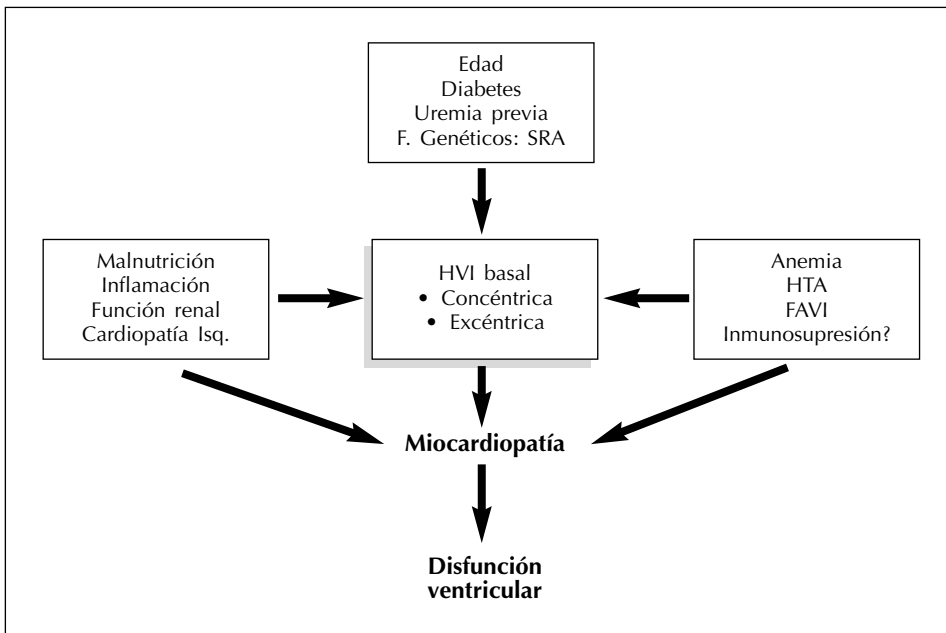 Edad
Diabetes
Uremia previa
F. Genéticos: SRA
Malnutrición
Inflamación
Función renal
Cardiopatía Isq.
HVI basal
• Concéntrica
• Excéntrica
Anemia
HTA
FAVI
Inmunosupresión?
Miocardiopatía
Disfunción
ventricular